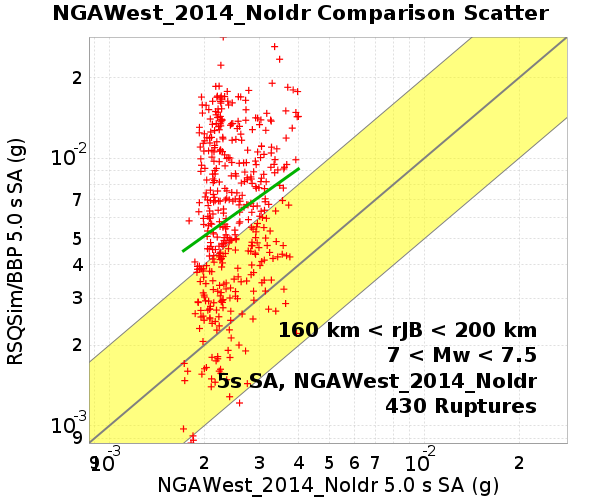 NGAWest_2014_NoIdr Comparison Scatter
RSQSim/BBP 5.0 s SA (g)
2
10-2
7
5
4
3
2
10-3
9
160 km < rJB < 200 km
7 < Mw < 7.5
5s SA, NGAWest_2014_NoIdr
430 Ruptures
9 10-3 2 3 4 5 6 7 10-2 2
NGAWest_2014_NoIdr 5.0 s SA (g)